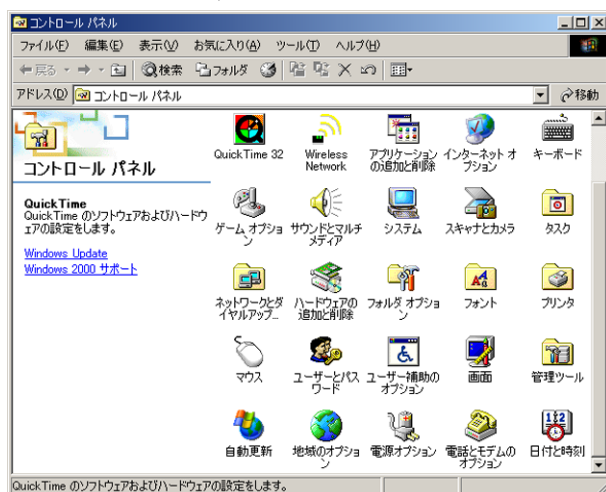 コントロール パネル
ファイル(F) 編集(E) 表示(V) お気に入り(A) ツール(T) ヘルプ(H)
戻る 検索 フォルダ
アドレス(D) コントロール パネル 移動
コントロール パネル
QuickTime
QuickTime のソフトウェアおよびハードウ
ェアの設定をします。
Windows Update
Windows 2000 サポート
QuickTime 32
Wireless
Network
アプリケーション
の追加と削除
インターネット オ
プション
キーボード
ゲーム オプショ
ン
サウンドとマルチ
メディア
システム
スキャナとカメラ
タスク
ネットワークとダ
イヤルアップ...
ハードウェアの
追加と削除
フォルダ オプショ
ン
フォント
プリンタ
マウス
ユーザーとパス
ワード
ユーザー補助の
オプション
画面
管理ツール
自動更新
地域のオプショ
ン
電源オプション
電話とモデムの
オプション
日付と時刻
QuickTime のソフトウェアおよびハードウェアの設定をします。